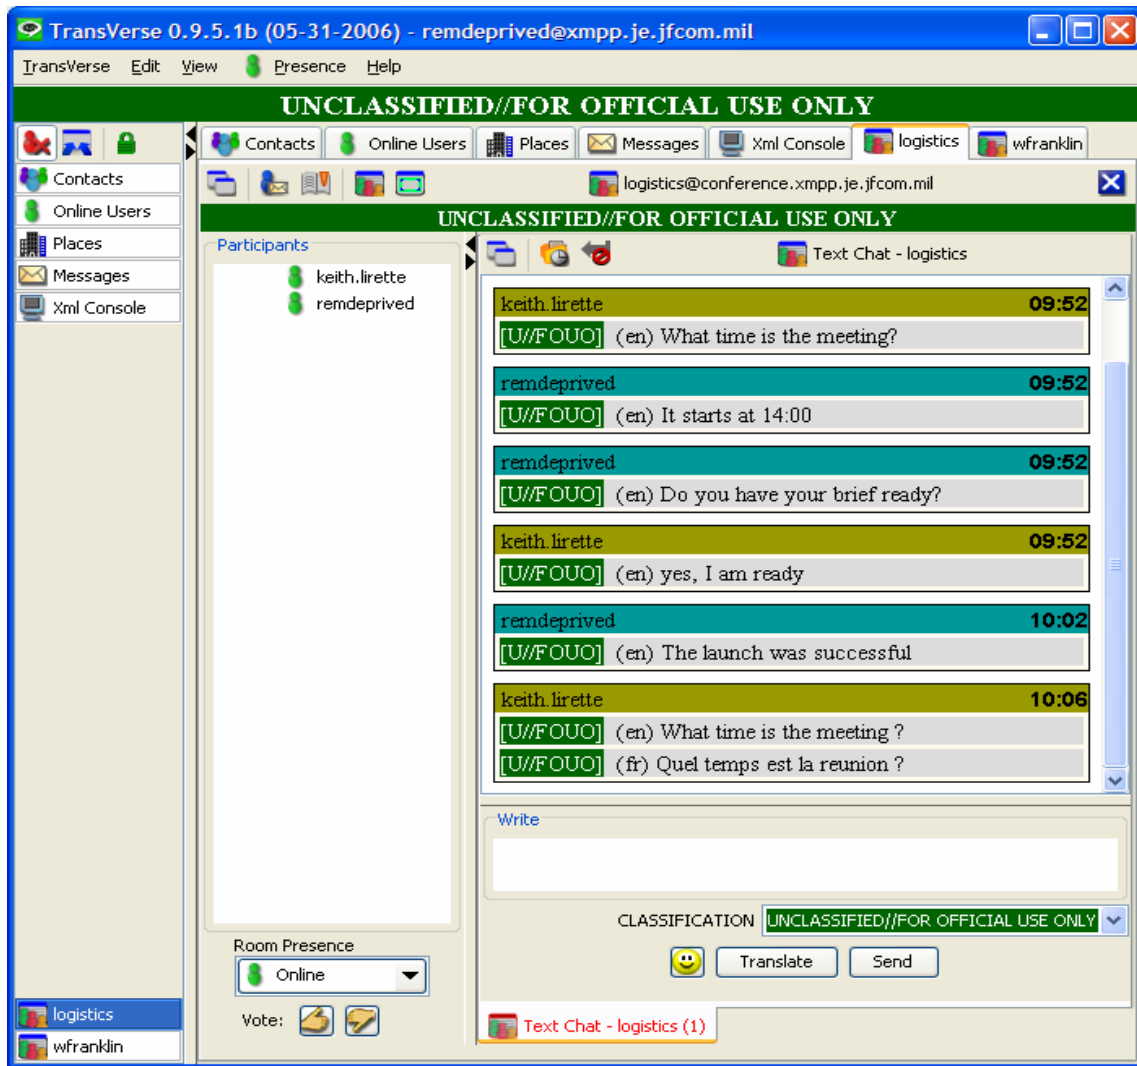 TransVerse 0.9.5.1b (05-31-2006) - remdeprived@xmpp.je.jfcom.mil
TransVerse Edit View Presence Help
UNCLASSIFIED//FOR OFFICIAL USE ONLY
Contacts
Online Users
Places
Messages
Xml Console
logistics
wfranklin
Contacts Online Users Places Messages Xml Console logistics wfranklin
logistics@conference.xmpp.je.jfcom.mil
UNCLASSIFIED//FOR OFFICIAL USE ONLY
Participants
keith.lirette
remdeprived
Room Presence
Online
Vote:
Text Chat - logistics
keith.lirette 09:52
[U//FOUO] (en) What time is the meeting?
remdeprived 09:52
[U//FOUO] (en) It starts at 14:00
remdeprived 09:52
[U//FOUO] (en) Do you have your brief ready?
keith.lirette 09:52
[U//FOUO] (en) yes, I am ready
remdeprived 10:02
[U//FOUO] (en) The launch was successful
keith.lirette 10:06
[U//FOUO] (en) What time is the meeting ?
[U//FOUO] (fr) Quel temps est la reunion ?
Write
CLASSIFICATION UNCLASSIFIED//FOR OFFICIAL USE ONLY
Translate Send
Text Chat - logistics (1)